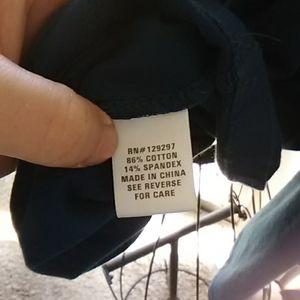 RN#129297
86% COTTON
14% SPANDEX
MADE IN CHINA
SEE REVERSE
FOR CARE